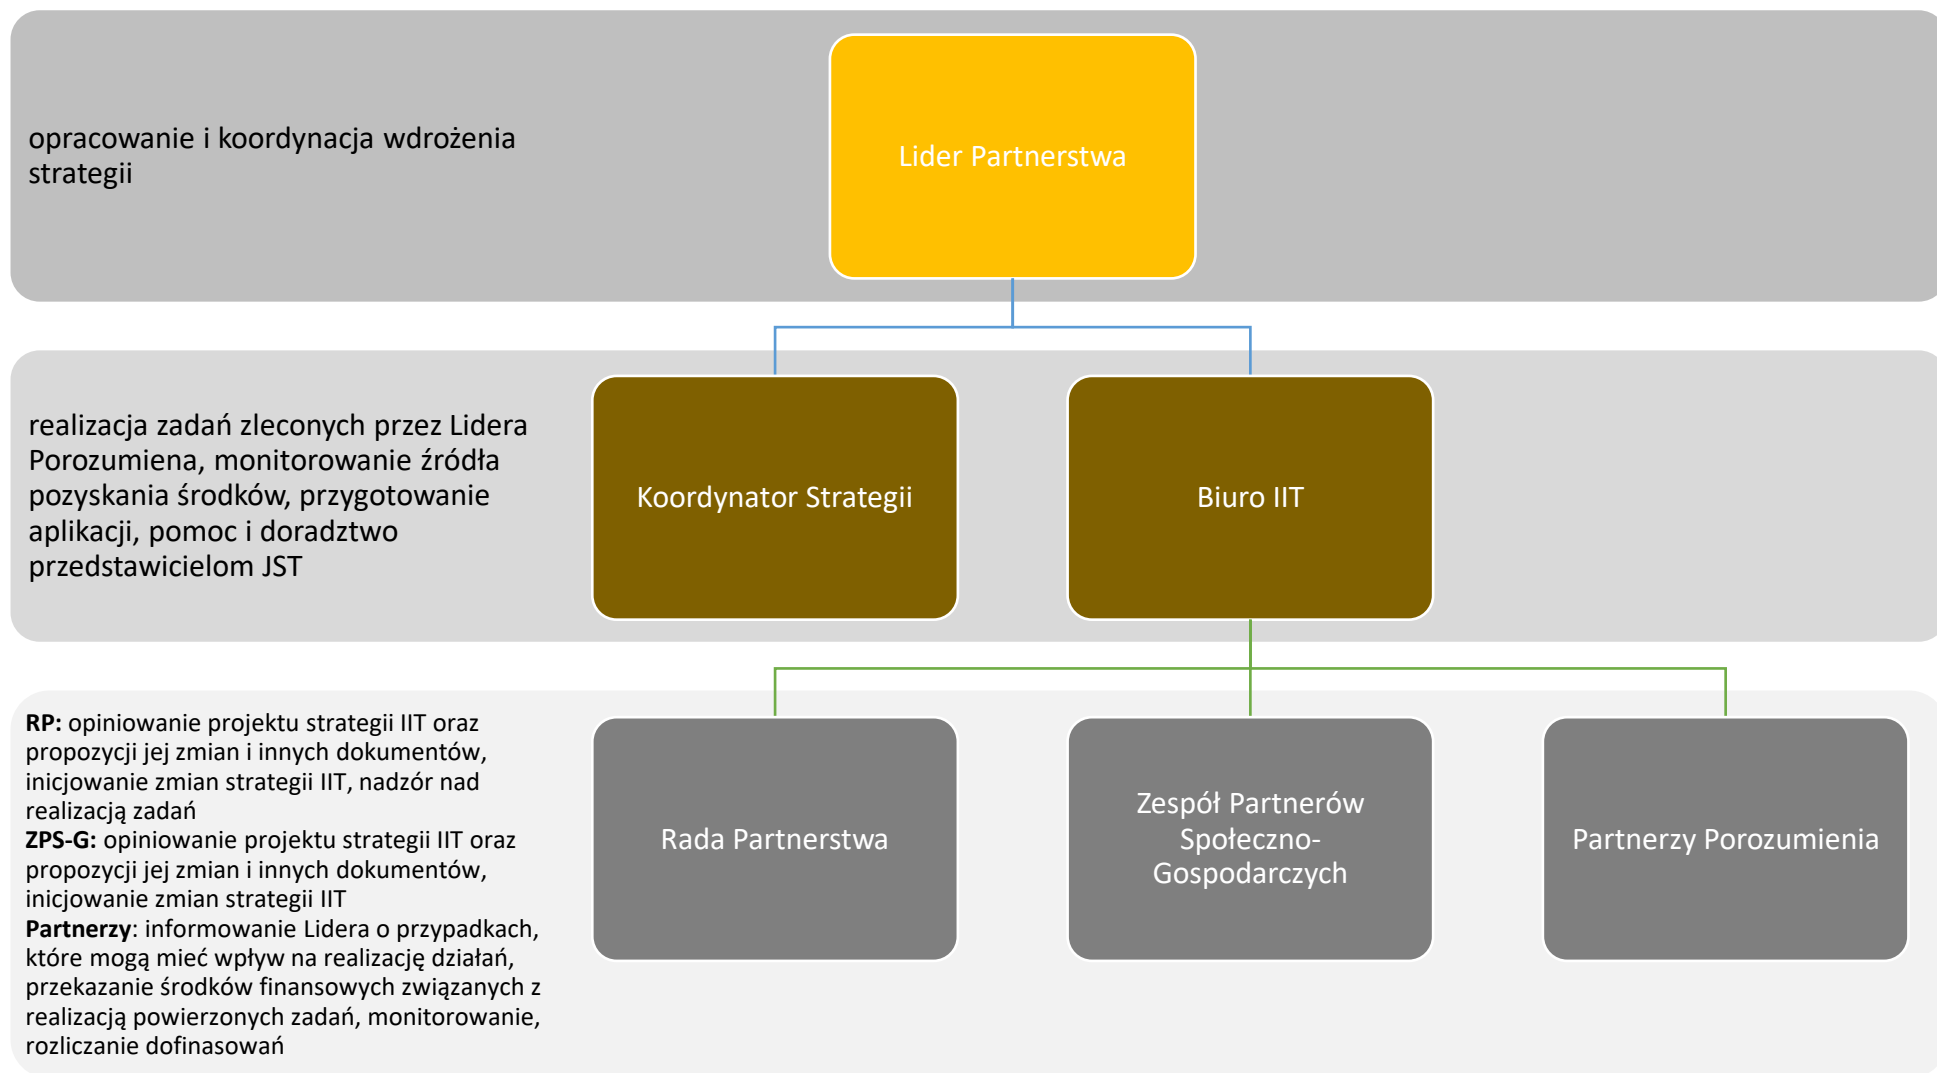 opracowanie i koordynacja wdrożenia
strategii
Lider Partnerstwa
realizacja zadań zleconych przez Lidera
Porozumiena, monitorowanie źródła
pozyskania środków, przygotowanie
aplikacji, pomoc i doradztwo
przedstawicielom JST
Koordynator Strategii
Biuro IIT
RP: opiniowanie projektu strategii IIT oraz
propozycji jej zmian i innych dokumentów,
inicjowanie zmian strategii IIT, nadzór nad
realizacją zadań
ZPS-G: opiniowanie projektu strategii IIT oraz
propozycji jej zmian i innych dokumentów,
inicjowanie zmian strategii IIT
Partnerzy: informowanie Lidera o przypadkach,
które mogą mieć wpływ na realizację działań,
przekazanie środków finansowych związanych z
realizacją powierzonych zadań, monitorowanie,
rozliczanie dofinasowań
Rada Partnerstwa
Zespół Partnerów
Społeczno-
Gospodarczych
Partnerzy Porozumienia